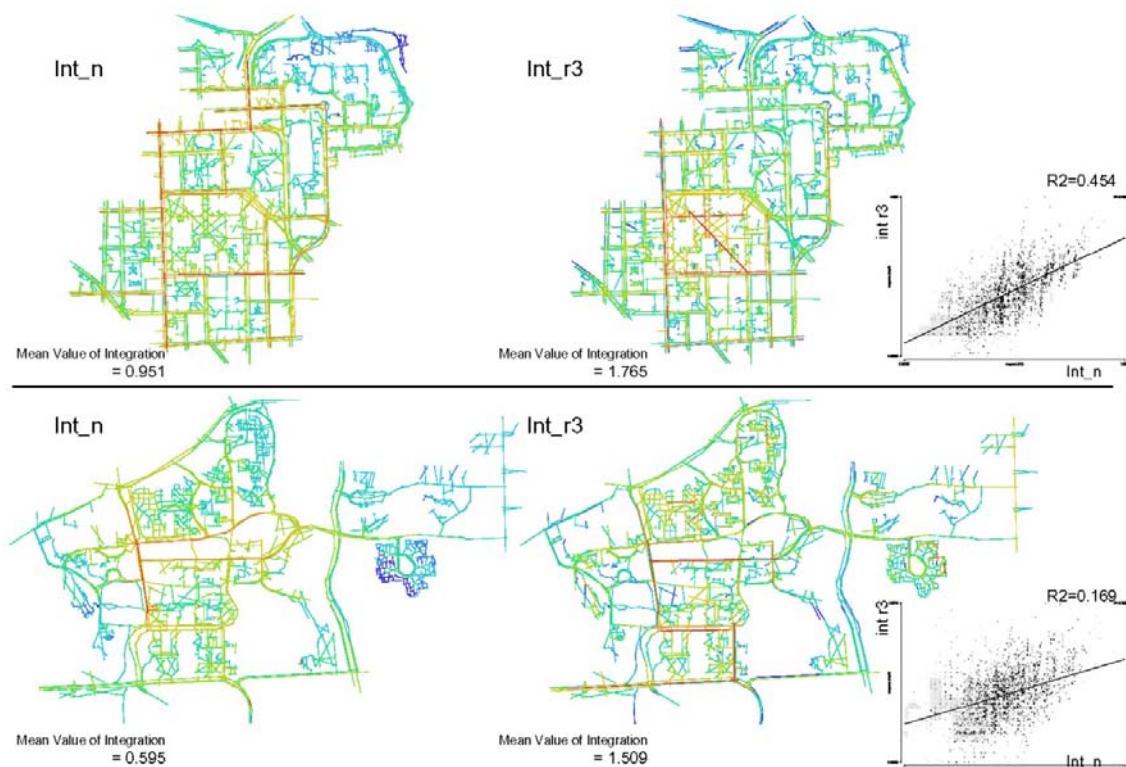 Int_n
Int_r3
R2=0.454
int r3
Int_n
Mean Value of Integration
= 0.951
Mean Value of Integration
= 1.765
Int_n
Int_r3
R2=0.169
int r3
Int_n
Mean Value of Integration
= 0.595
Mean Value of Integration
= 1.509